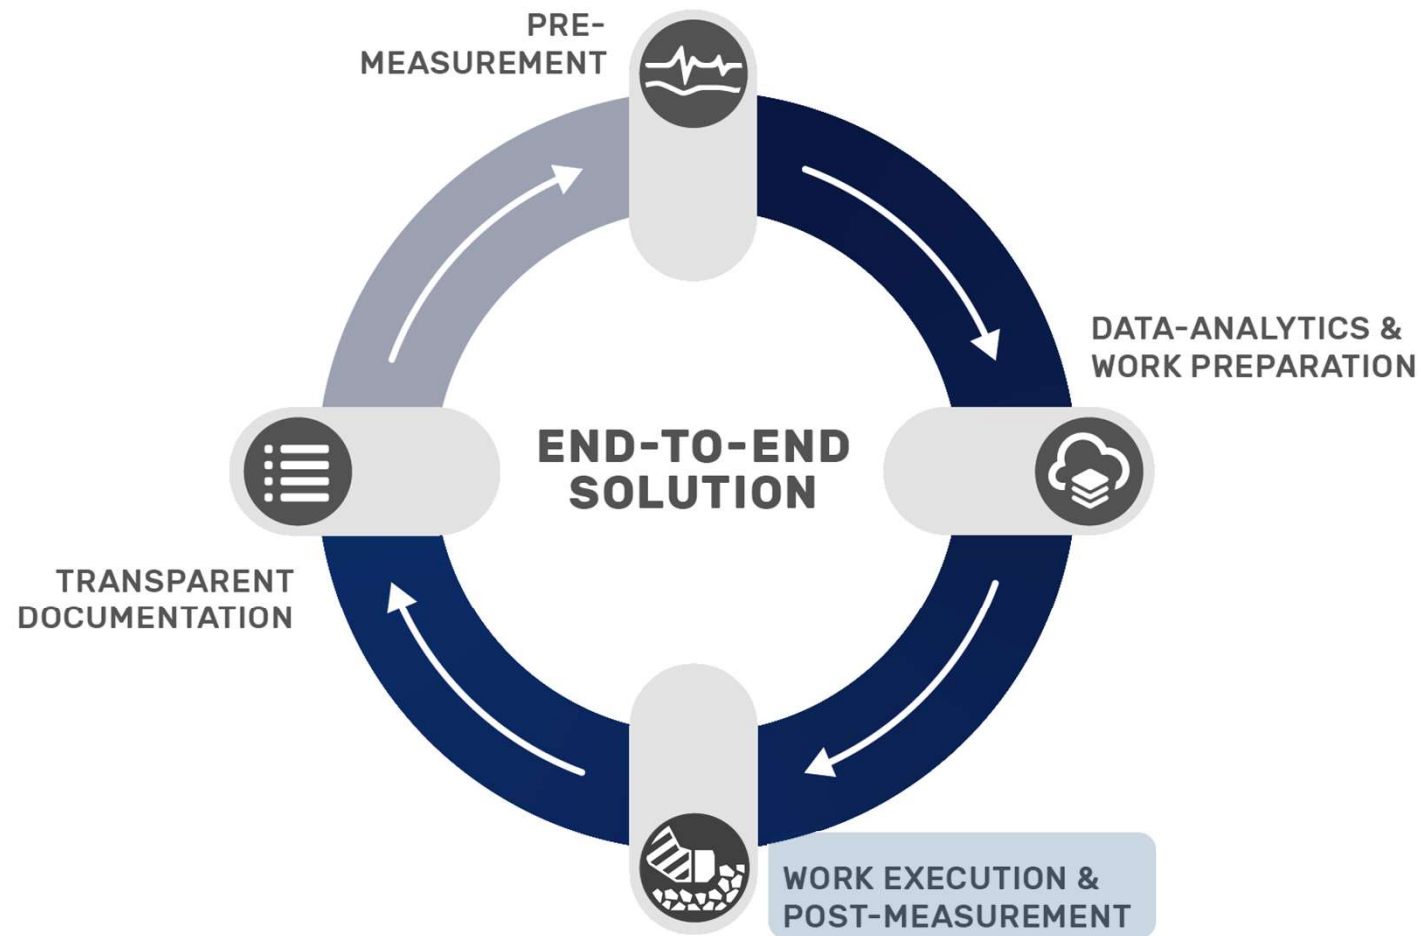 PRE-
MEASUREMENT
DATA-ANALYTICS &
WORK PREPARATION
END-TO-END
SOLUTION
TRANSPARENT
DOCUMENTATION
WORK EXECUTION &
POST-MEASUREMENT